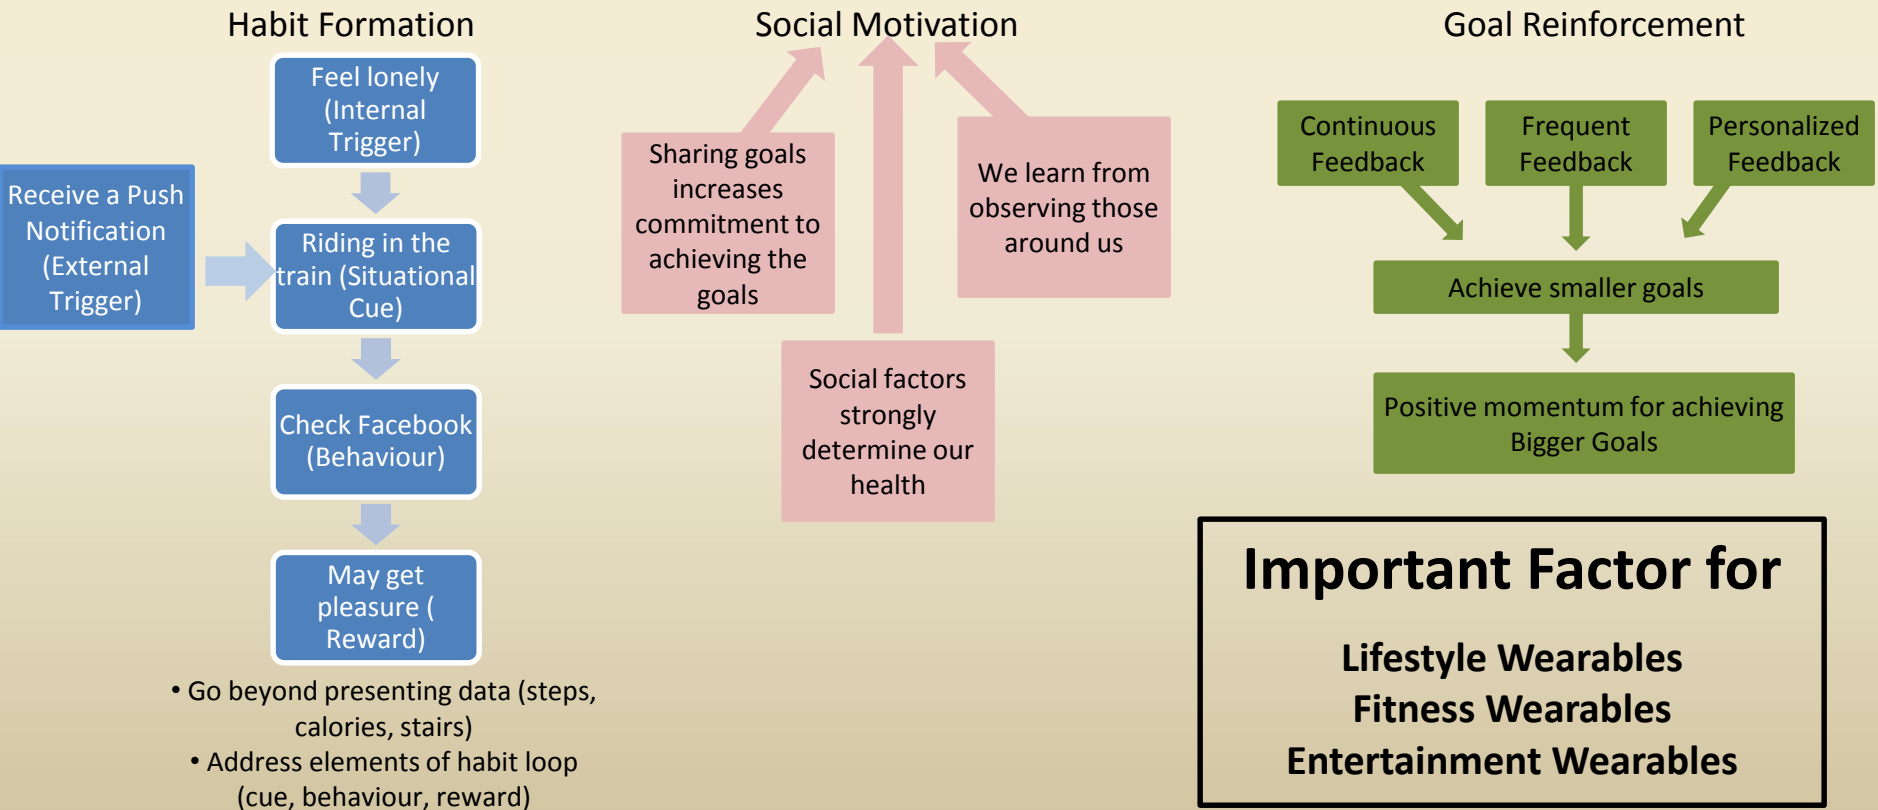 Habit Formation
Feel lonely
(Internal
Trigger)
Receive a Push
Notification
(External
Trigger)
Riding in the
train (Situational
Cue)
Check Facebook
(Behaviour)
May get
pleasure (
Reward)
• Go beyond presenting data (steps,
calories, stairs)
• Address elements of habit loop
(cue, behaviour, reward)
Social Motivation
Sharing goals
increases
commitment to
achieving the
goals
We learn from
observing those
around us
Social factors
strongly
determine our
health
Goal Reinforcement
Continuous
Feedback
Frequent
Feedback
Personalized
Feedback
Achieve smaller goals
Positive momentum for achieving
Bigger Goals
Important Factor for
Lifestyle Wearables
Fitness Wearables
Entertainment Wearables